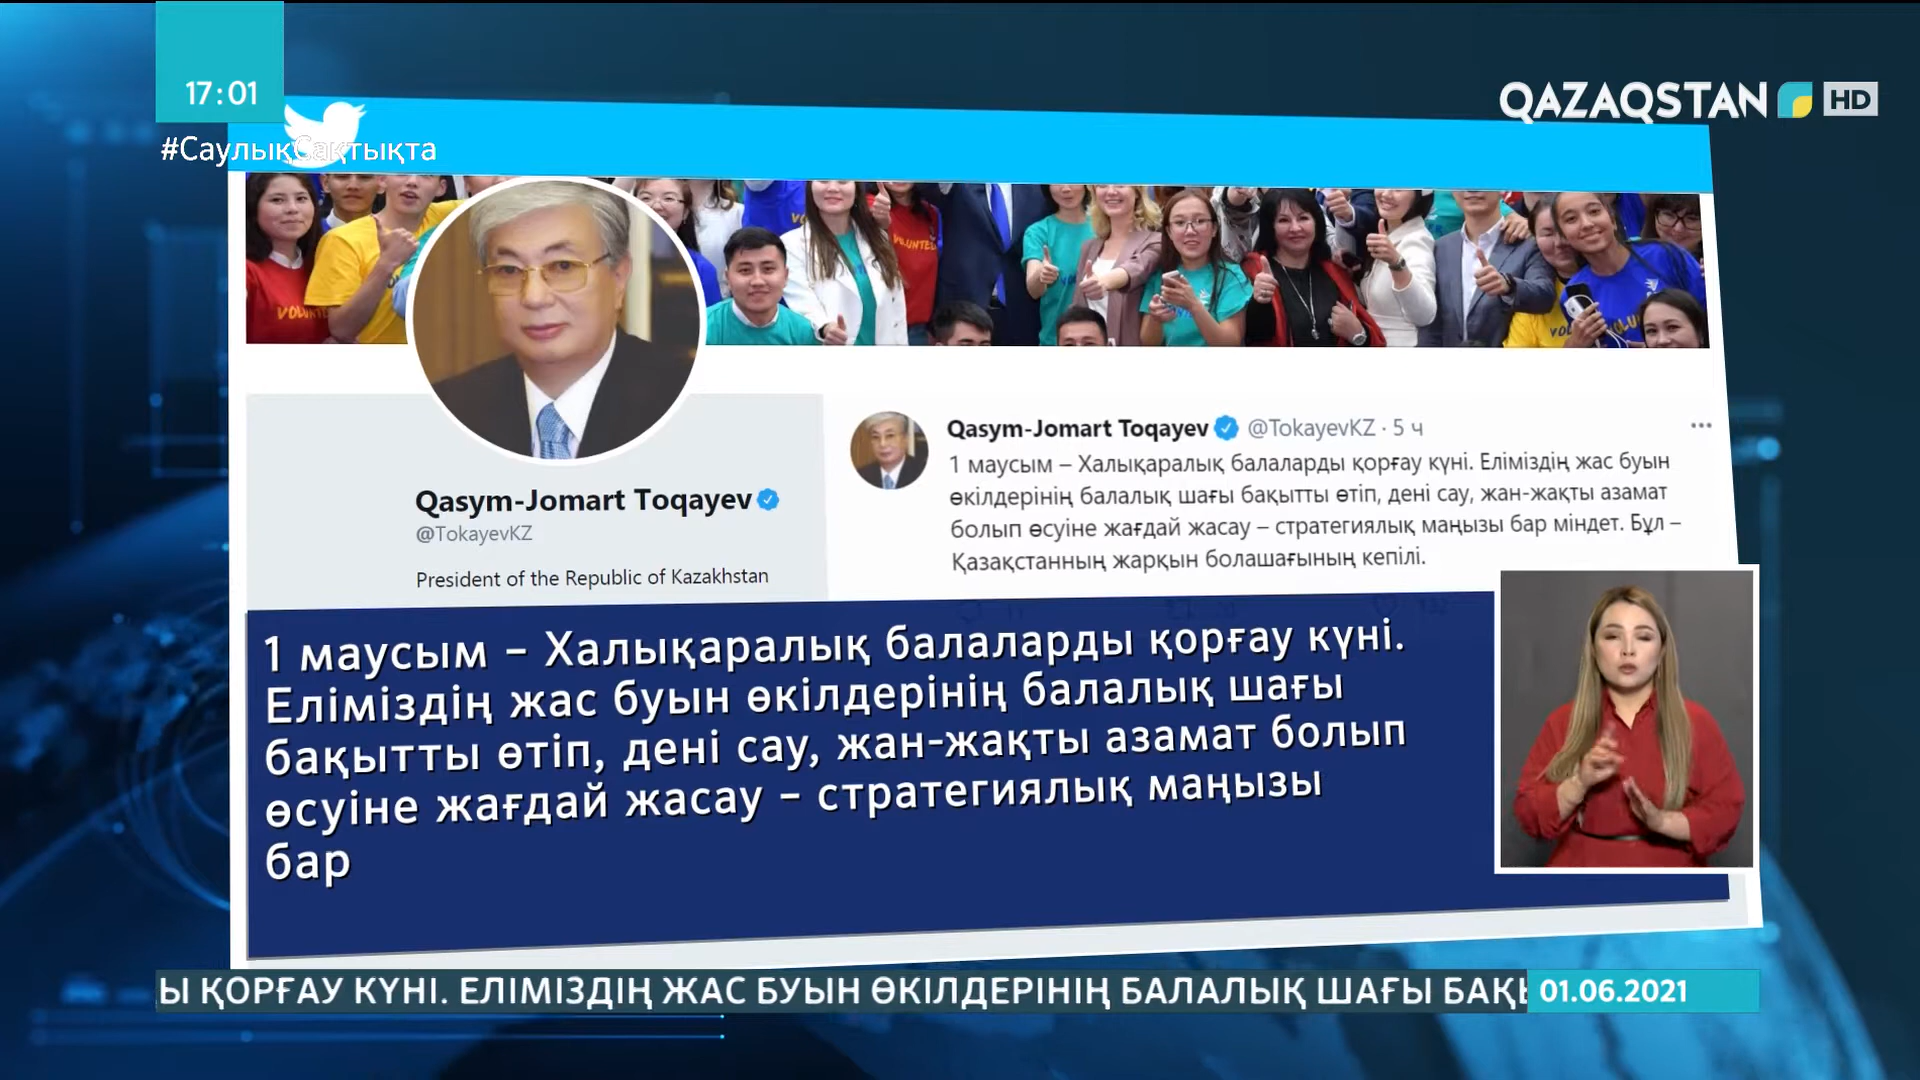 17:01
QAZAQSTAN HD
#СаулықСақтықта
VOLUNTE
Qasym-Jomart Toqayev @TokayevKZ · 5 ч
1 маусым – Халықаралық балаларды қорғау күні. Еліміздің жас буын
өкілдерінің балалық шағы бақытты өтіп, дені сау, жан-жақты азамат
болып өсуіне жағдай жасау – стратегиялық маңызы бар міндет. Бұл –
Қазақстанның жарқын болашағының кепілі.
Qasym-Jomart Toqayev
@TokayevKZ
President of the Republic of Kazakhstan
1 маусым – Халықаралық балаларды қорғау күні.
Еліміздің жас буын өкілдерінің балалық шағы
бақытты өтіп, дені сау, жан-жақты азамат болып
өсуіне жағдай жасау – стратегиялық маңызы
бар
Ы ҚОРҒАУ КҮНІ. ЕЛІМІЗДІҢ ЖАС БУЫН ӨКІЛДЕРІНІҢ БАЛАЛЫҚ ШАҒЫ БАҚЫ
01.06.2021